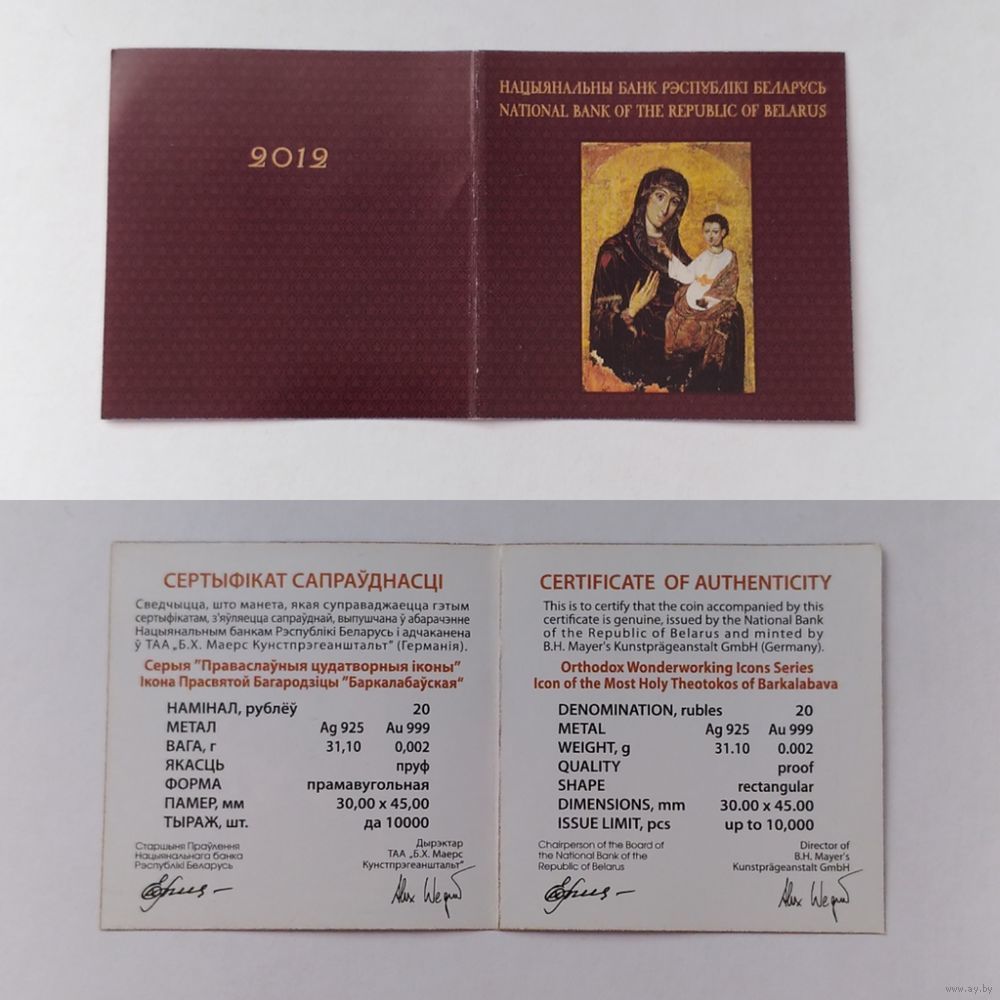 2012
НАЦЫЯНАЛЬНЫ БАНК РЭСПУБЛІКІ БЕЛАРУСЬ
NATIONAL BANK OF THE REPUBLIC OF BELARUS
СЕРТЫФІКАТ САПРАЎДНАСЦІ
Сведчыцца, што манета, якая суправаджаецца гэтым
сертыфікатам, з'яўляецца сапраўднай, выпушчана ў абарачэнне
Нацыянальным банкам Рэспублікі Беларусь і адчаканена
ў ТАА „Б.Х. Маерс Кунстпрэгеанштальт“ (Германія).
Серыя "Праваслаўныя цудатворныя іконы"
Ікона Прасвятой Багародзіцы "Баркалабаўская“
НАМІНАЛ, рублёў 20
МЕТАЛ Ag 925 Au 999
ВАГА, г 31,10 0,002
ЯКАСЦЬ пруф
ФОРМА прамавугольная
ПАМЕР, мм 30,00 x 45,00
ТЫРАЖ, шт. да 10000
Старшыня Праўлення
Нацыянальнага банка
Рэспублікі Беларусь
Дырэктар
ТАА „Б.Х. Маерс
Кунстпрэгеанштальт“
CERTIFICATE OF AUTHENTICITY
This is to certify that the coin accompanied by this
certificate is genuine, issued by the National Bank
of the Republic of Belarus and minted by
B.H. Mayer's Kunstprägeanstalt GmbH (Germany).
Orthodox Wonderworking Icons Series
Icon of the Most Holy Theotokos of Barkalabava
DENOMINATION, rubles 20
METAL Ag 925 Au 999
WEIGHT, g 31.10 0.002
QUALITY proof
SHAPE rectangular
DIMENSIONS, mm 30.00 x 45.00
ISSUE LIMIT, pcs up to 10,000
Chairperson of the Board of
the National Bank of the
Republic of Belarus
Director of
B.H. Mayer's
Kunstprägeanstalt GmbH
www.ay.by